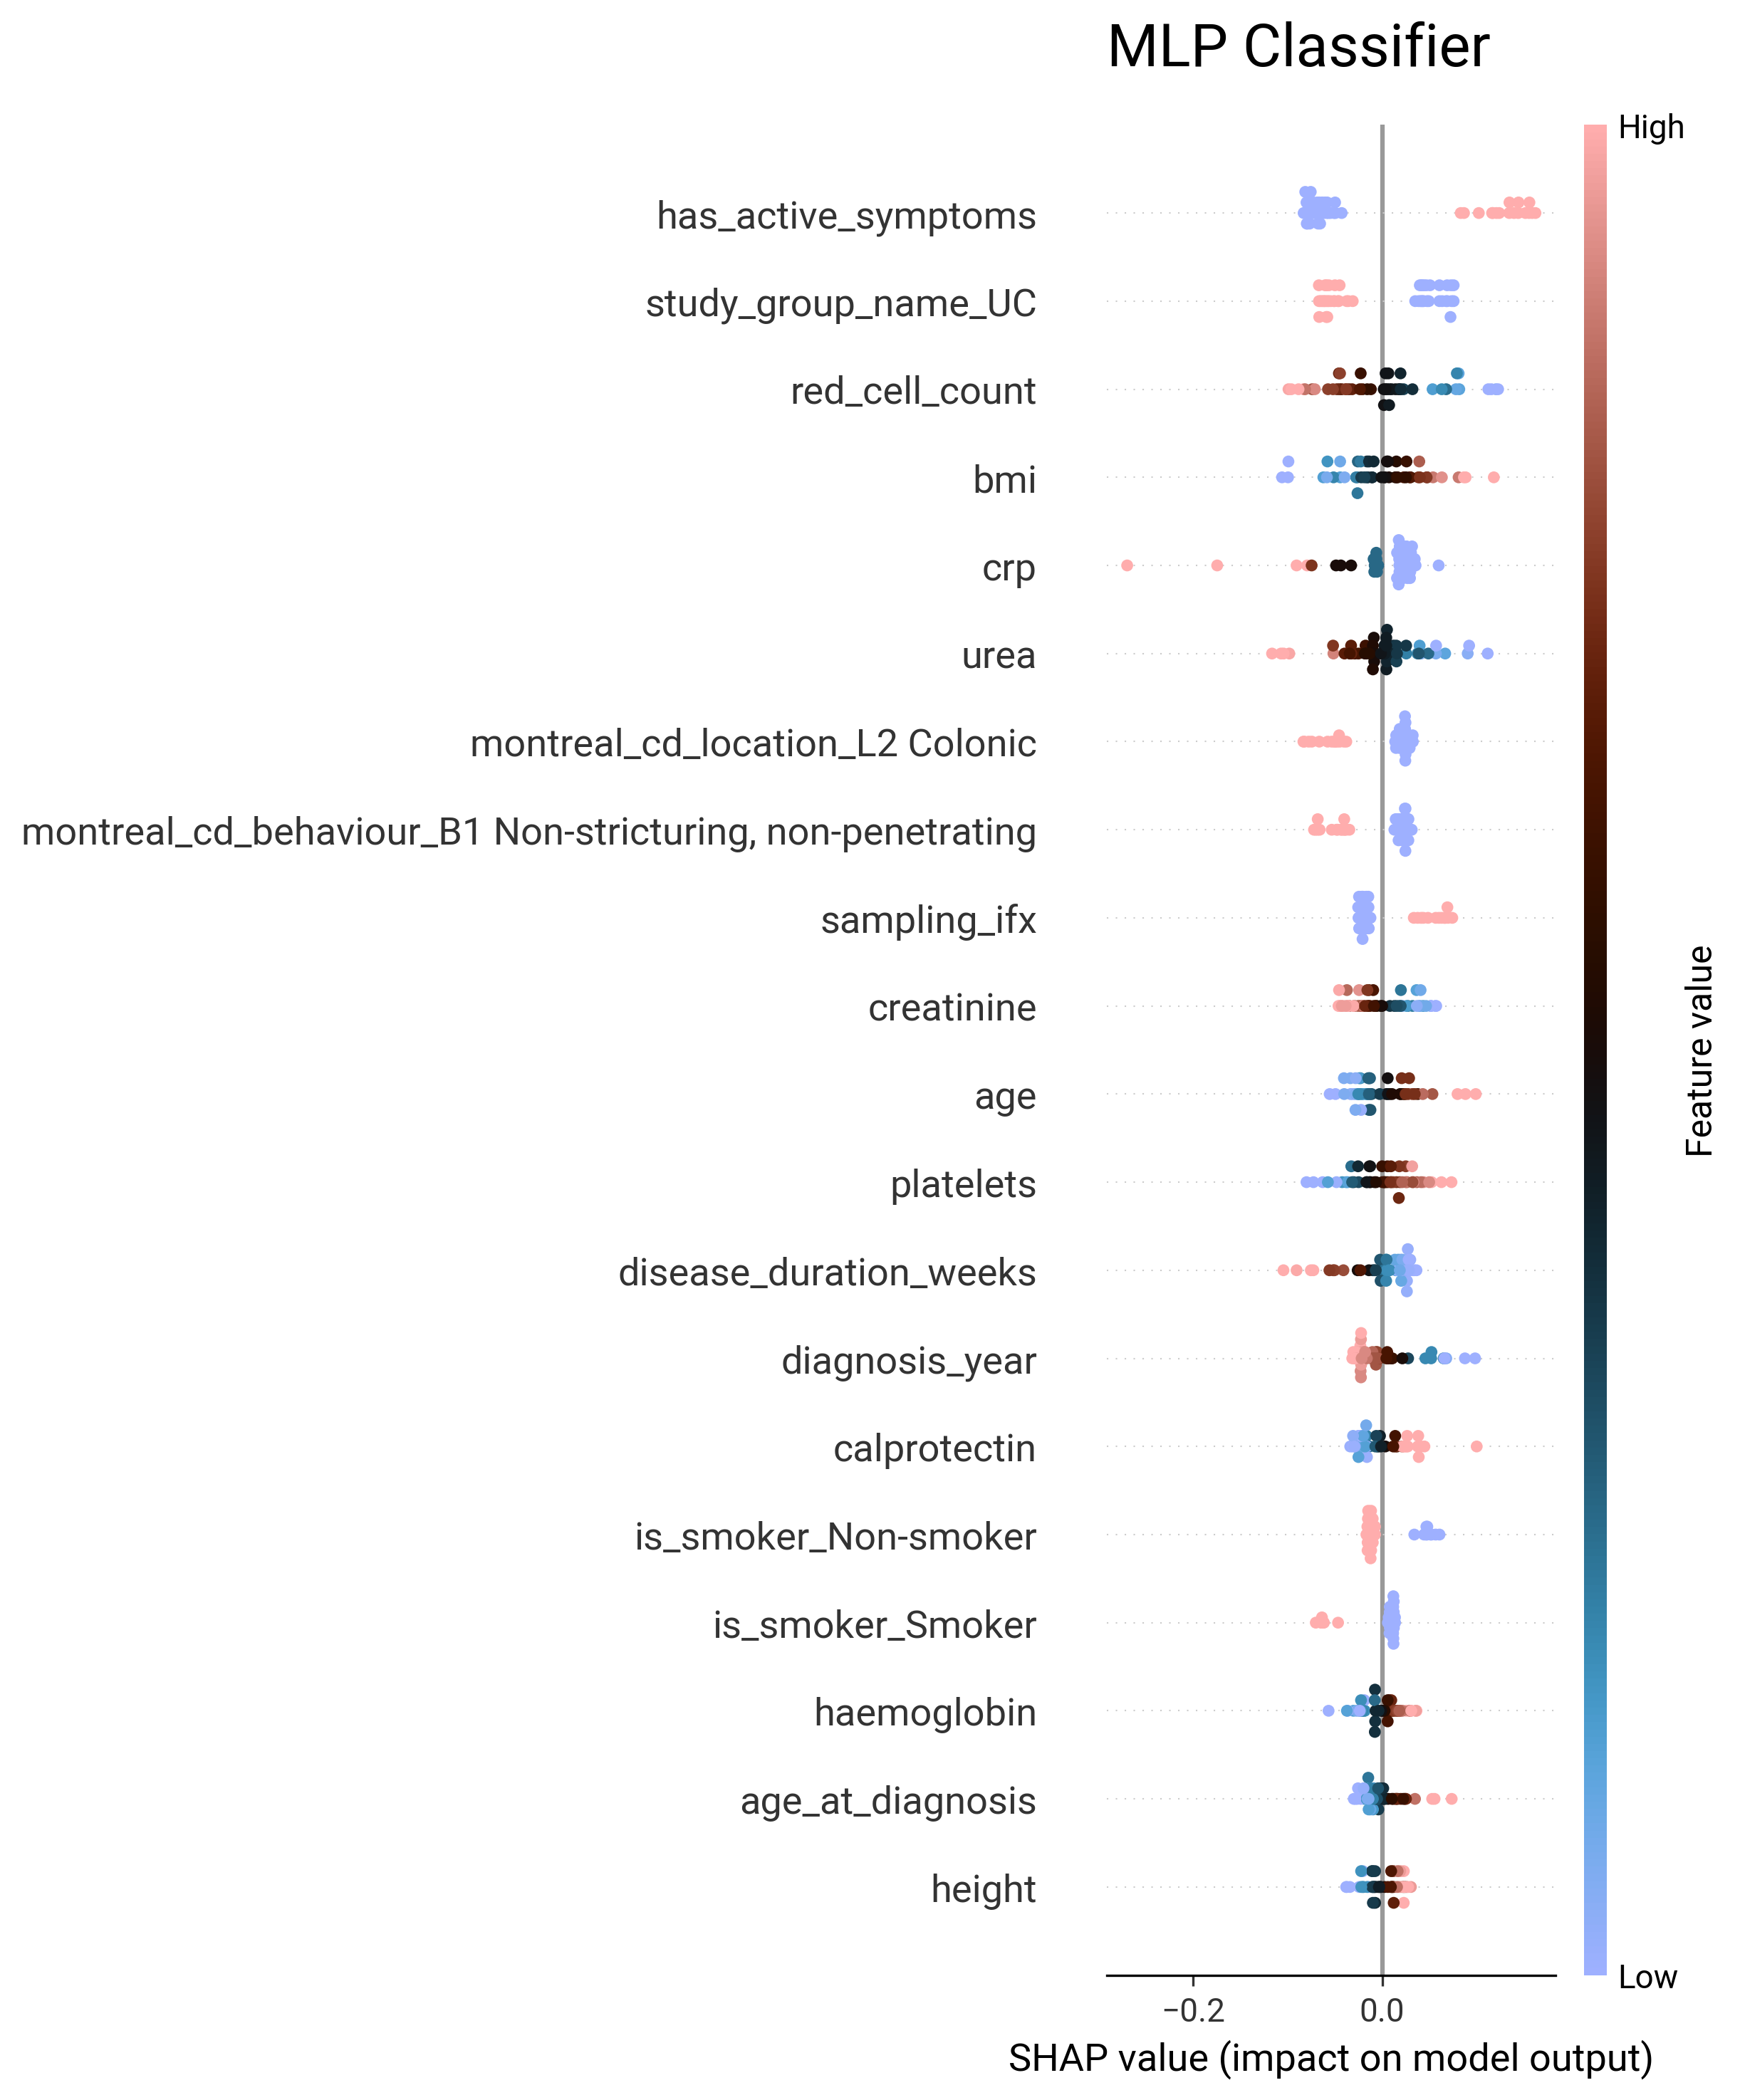 MLP Classifier
High
has_active_symptoms
study_group_name_UC
red_cell_count
bmi
crp
urea
montreal_cd_location_L2 Colonic
montreal_cd_behaviour_B1 Non-stricturing, non-penetrating
sampling_ifx
creatinine
age
platelets
disease_duration_weeks
diagnosis_year
calprotectin
is_smoker_Non-smoker
is_smoker_Smoker
haemoglobin
age_at_diagnosis
height
Feature value
Low
−0.2
0.0
SHAP value (impact on model output)